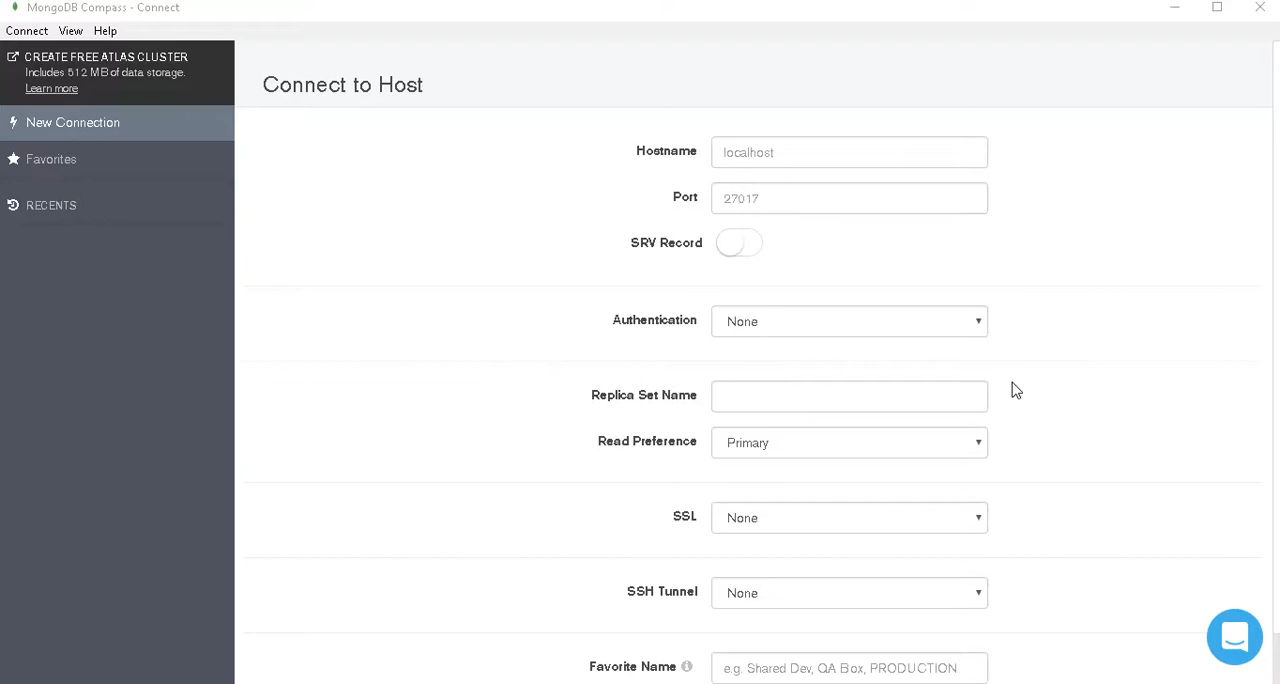 MongoDB Compass - Connect
Connect View Help
CREATE FREE ATLAS CLUSTER
Includes 512 MB of data storage.
Learn more
New Connection
Favorites
RECENTS
Connect to Host
Hostname localhost
Port 27017
SRV Record
Authentication None
Replica Set Name
Read Preference Primary
SSL None
SSH Tunnel None
Favorite Name e.g. Shared Dev, QA Box, PRODUCTION